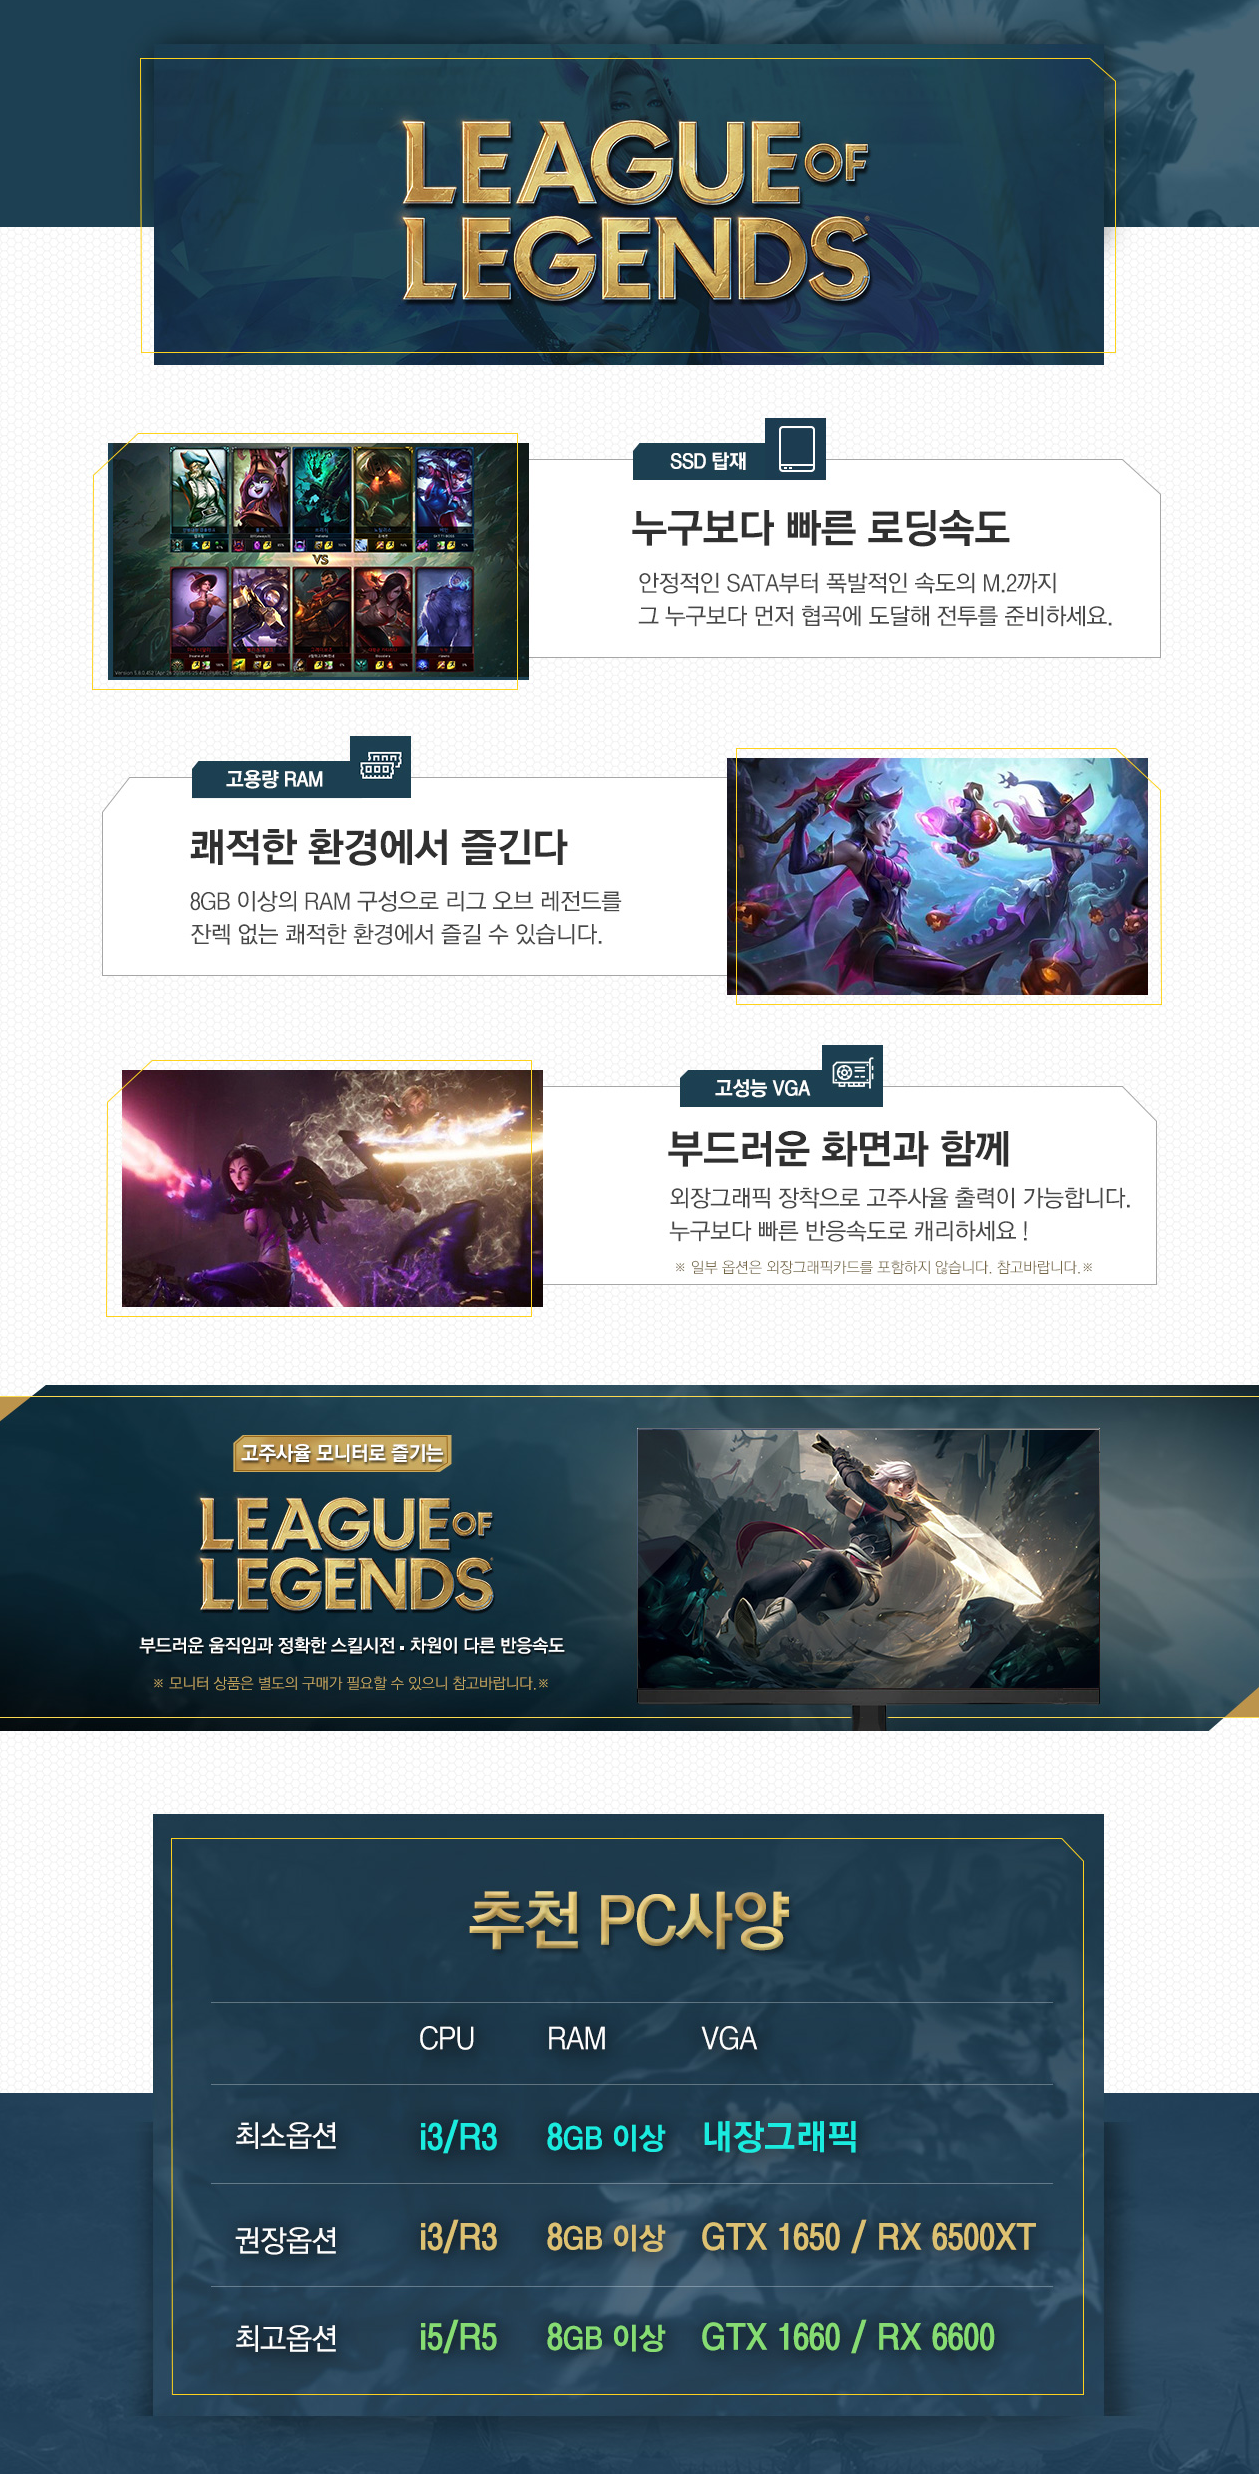 LEAGUE OF
LEGENDS
SSD 탑재
누구보다 빠른 로딩속도
안정적인 SATA부터 폭발적인 속도의 M.2까지
그 누구보다 먼저 협곡에 도달해 전투를 준비하세요.
VS
고용량 RAM
쾌적한 환경에서 즐긴다
8GB 이상의 RAM 구성으로 리그 오브 레전드를
잔렉 없는 쾌적한 환경에서 즐길 수 있습니다.
고성능 VGA
부드러운 화면과 함께
외장그래픽 장착으로 고주사율 출력이 가능합니다.
누구보다 빠른 반응속도로 캐리하세요 !
※ 일부 옵션은 외장그래픽카드를 포함하지 않습니다. 참고바랍니다.※
고주사율 모니터로 즐기는
LEAGUE OF
LEGENDS
부드러운 움직임과 정확한 스킬시전 ▪ 차원이 다른 반응속도
※ 모니터 상품은 별도의 구매가 필요할 수 있으니 참고바랍니다.※
추천 PC사양
CPU RAM VGA
최소옵션 i3/R3 8GB 이상 내장그래픽
권장옵션 i3/R3 8GB 이상 GTX 1650 / RX 6500XT
최고옵션 i5/R5 8GB 이상 GTX 1660 / RX 6600